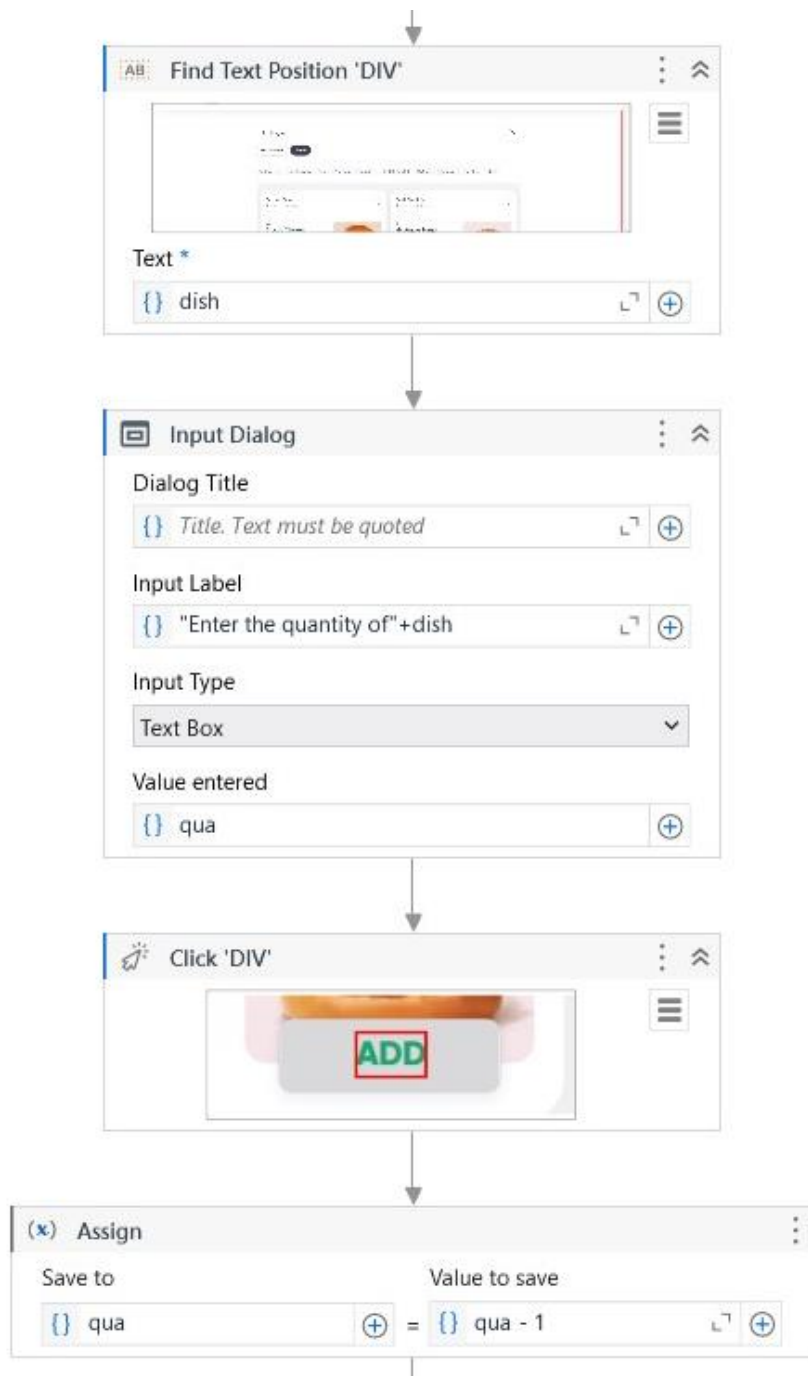 AB Find Text Position 'DIV'
Text *
{} dish
Input Dialog
Dialog Title
{} Title. Text must be quoted
Input Label
{} "Enter the quantity of"+dish
Input Type
Text Box
Value entered
{} qua
Click 'DIV'
ADD
(x) Assign
Save to Value to save
{} qua = {} qua - 1